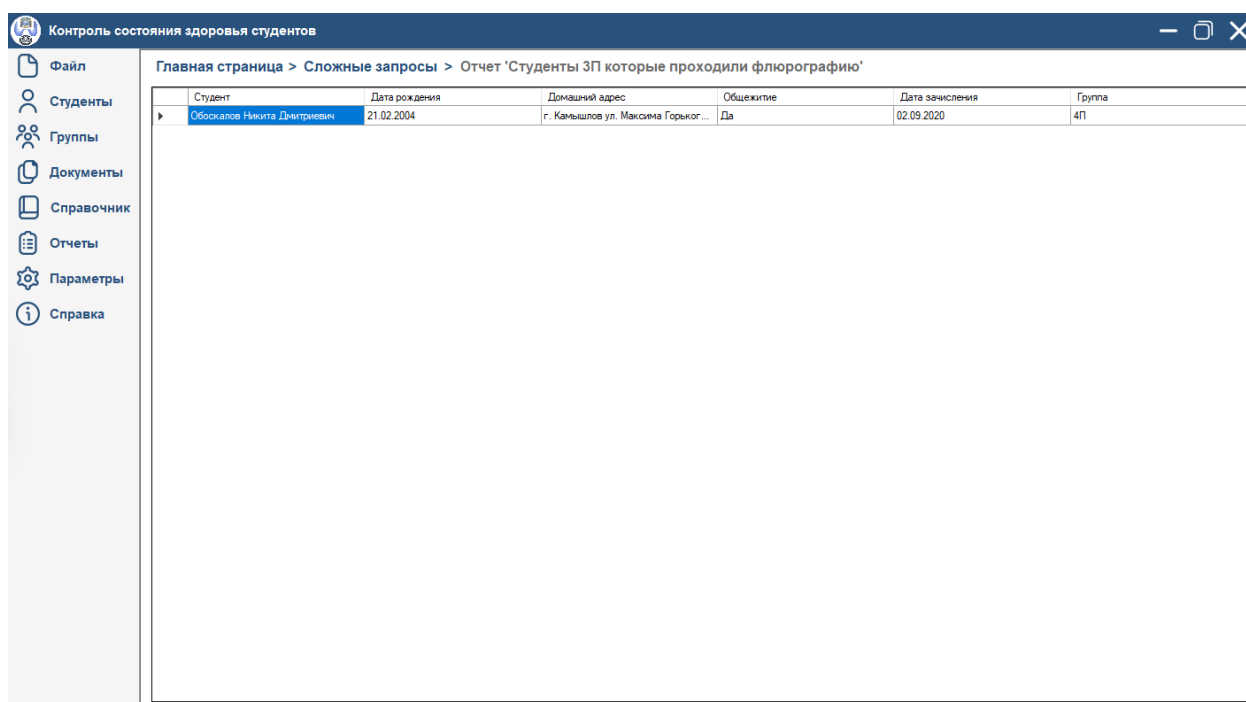 Контроль состояния здоровья студентов
Файл
Студенты
Группы
Документы
Справочник
Отчеты
Параметры
Справка
Главная страница > Сложные запросы > Отчет 'Студенты 3П которые проходили флюрографию'
Студент Дата рождения Домашний адрес Общежитие Дата зачисления Группа
Обоскалов Никита Дмитриевич 21.02.2004 г. Камышлов ул. Максима Горьког... Да 02.09.2020 4П